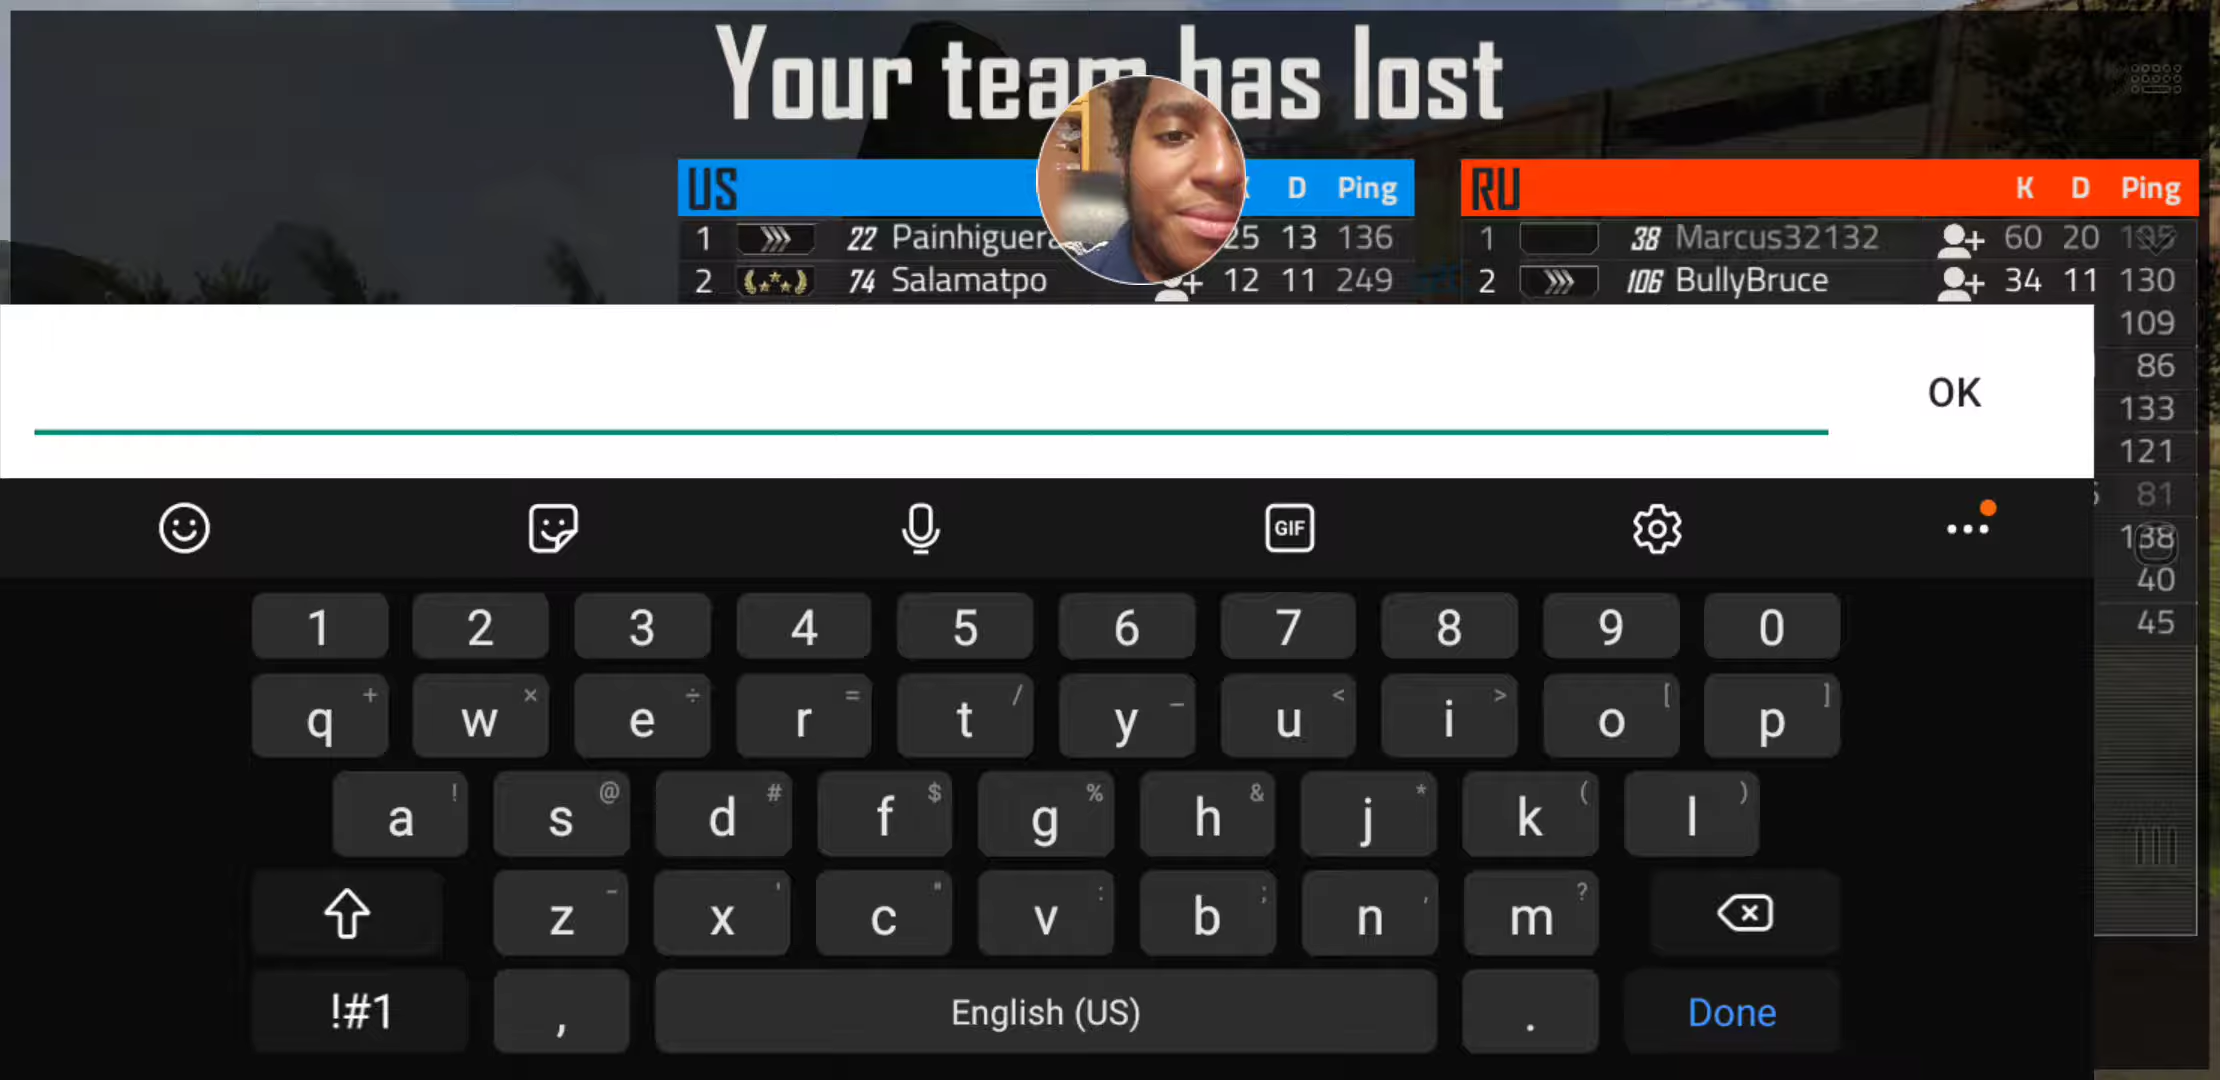 Your team has lost
US D Ping
1 22 25 13 136
2 74 Salamatpo 12 11 249
RU K D Ping
1 38 Marcus32132 60 20
2 106 BullyBruce 34 11 130
109
86
133
121
81
138
40
45
OK
GIF
1 2 3 4 5 6 7 8 9 0
+ × ÷ = / _ < > [ ]
q w e r t y u i o p
! @ # $ % & * ( )
a s d f g h j k l
- ' " : ; , ?
z x c v b n m
!#1 , English (US) . Done